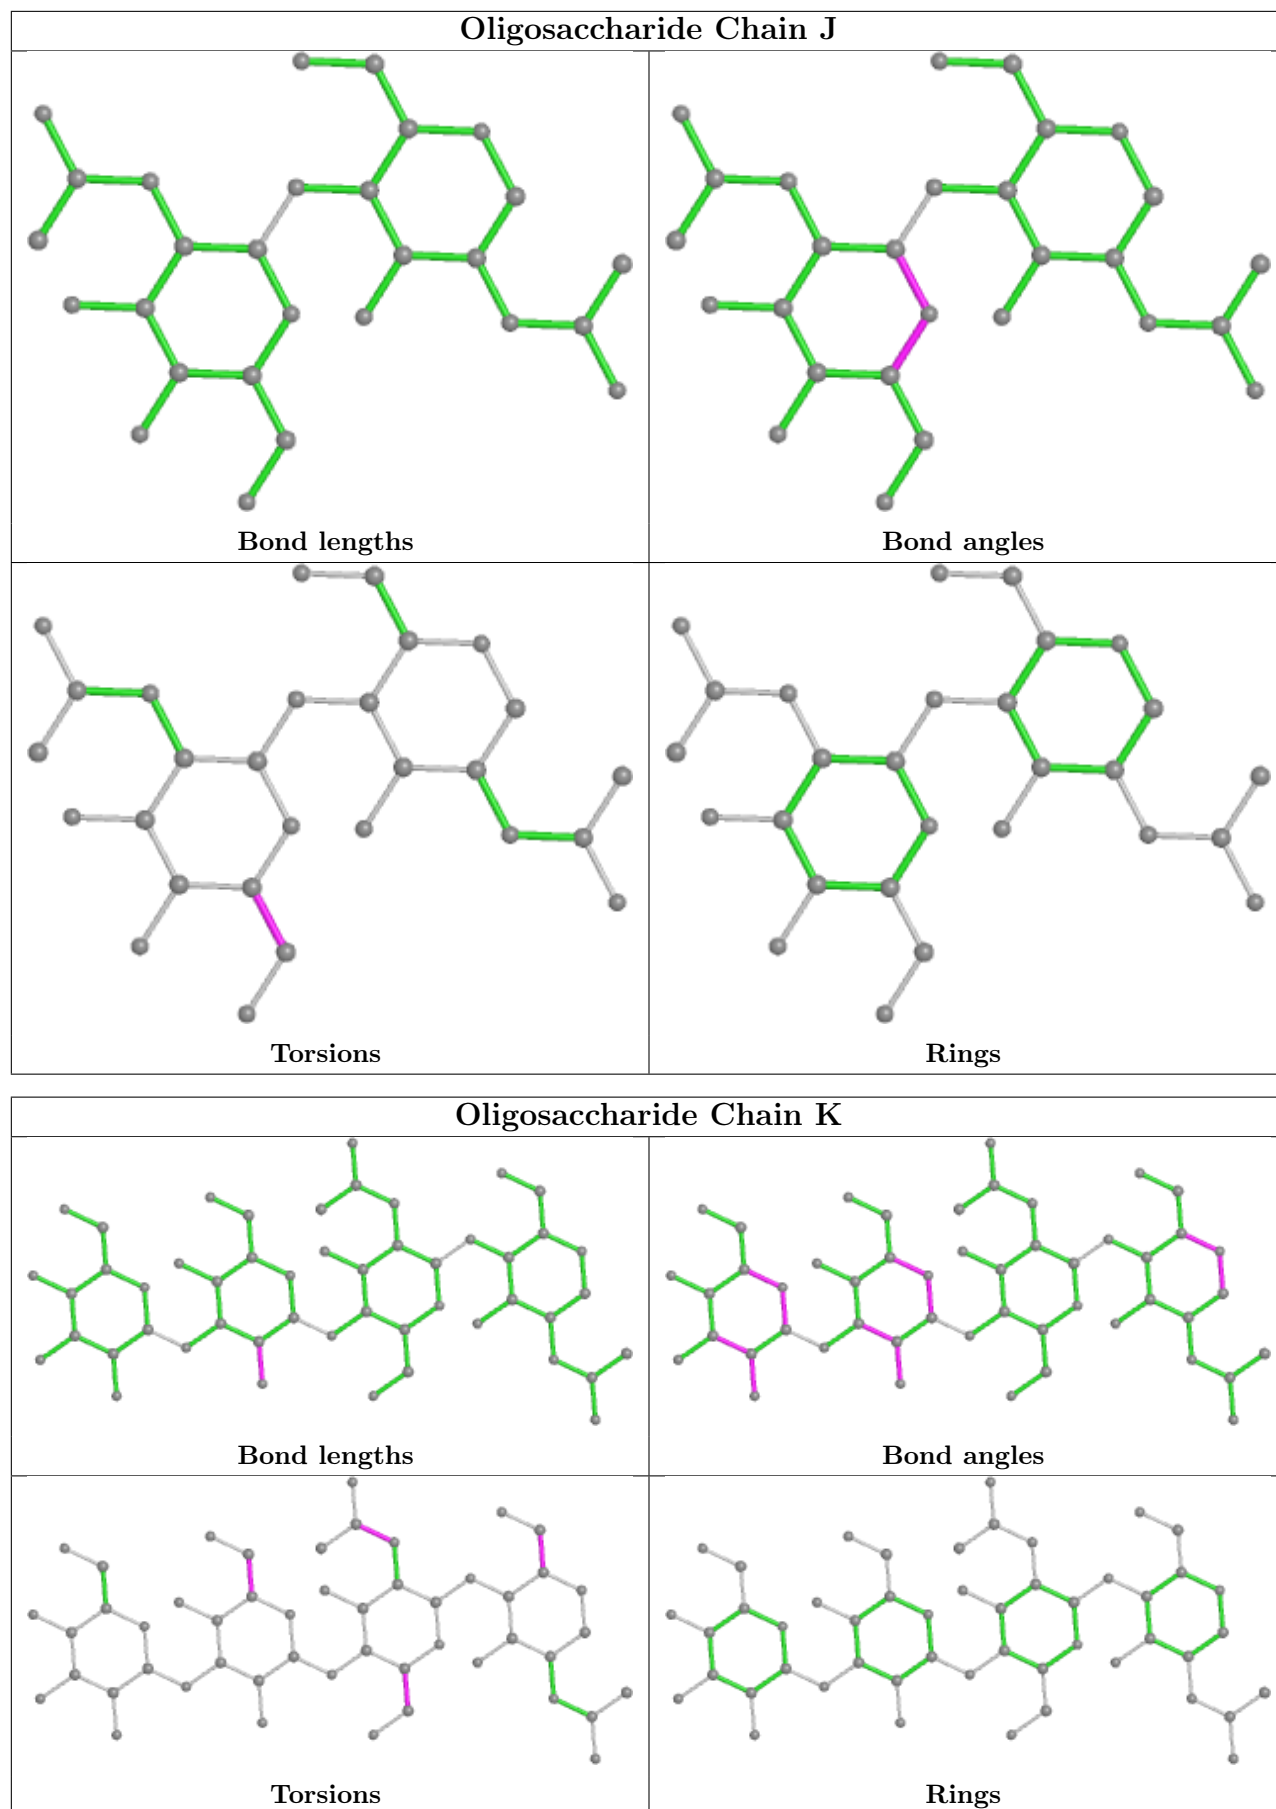 Oligosaccharide Chain J
Bond lengths
Bond angles
Torsions
Rings
Oligosaccharide Chain K
Bond lengths
Bond angles
Torsions
Rings